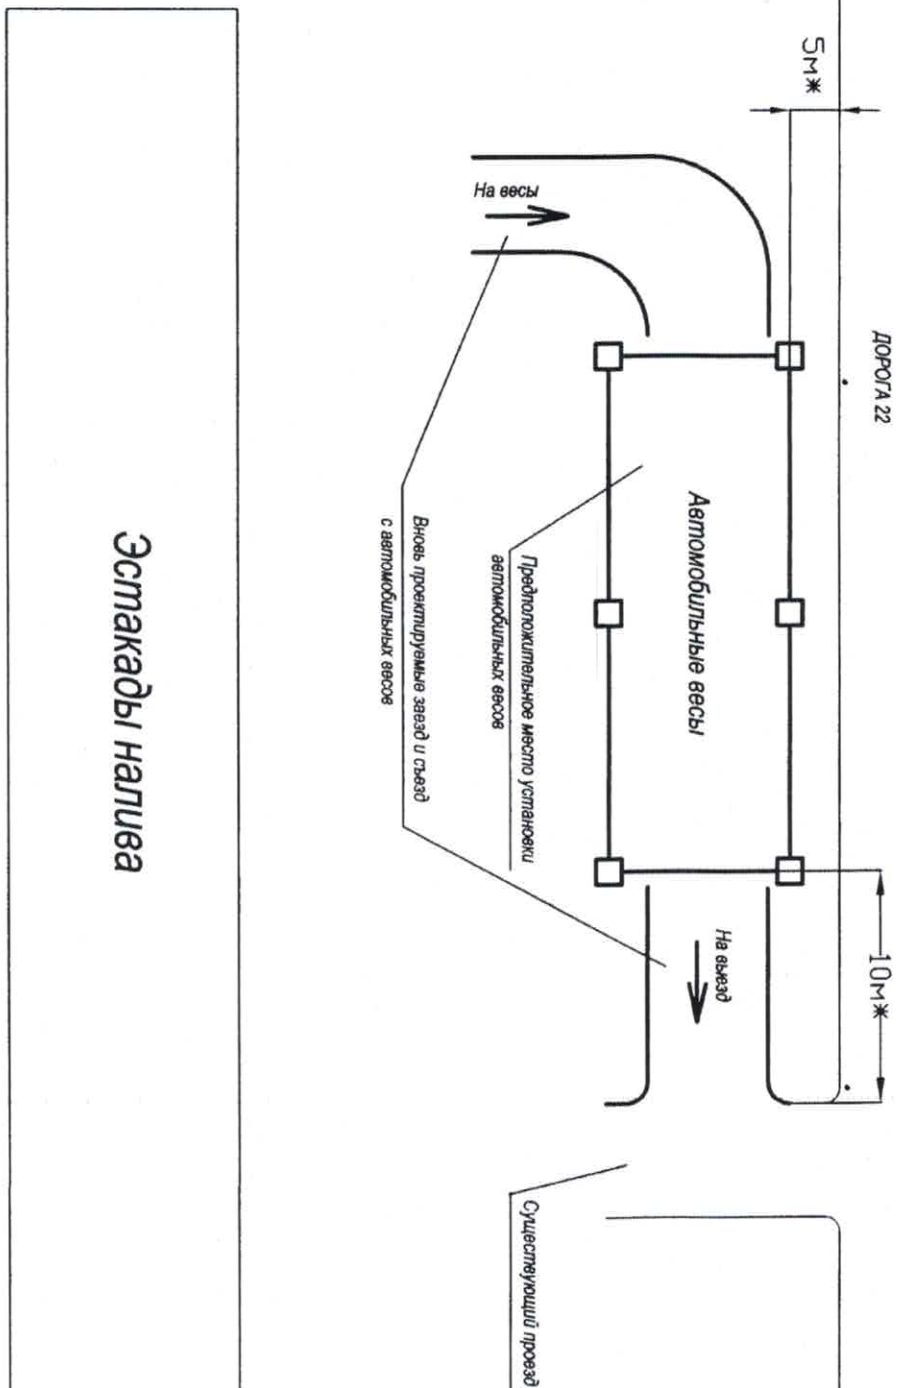 5м*
ДОРОГА 22
На весы
Автомобильные весы
Предположительное место установки
автомобильных весов
Вновь проектируемые заезд и съезд
с автомобильных весов
На выезд
10м*
Существующий проезд
Эстакады налива